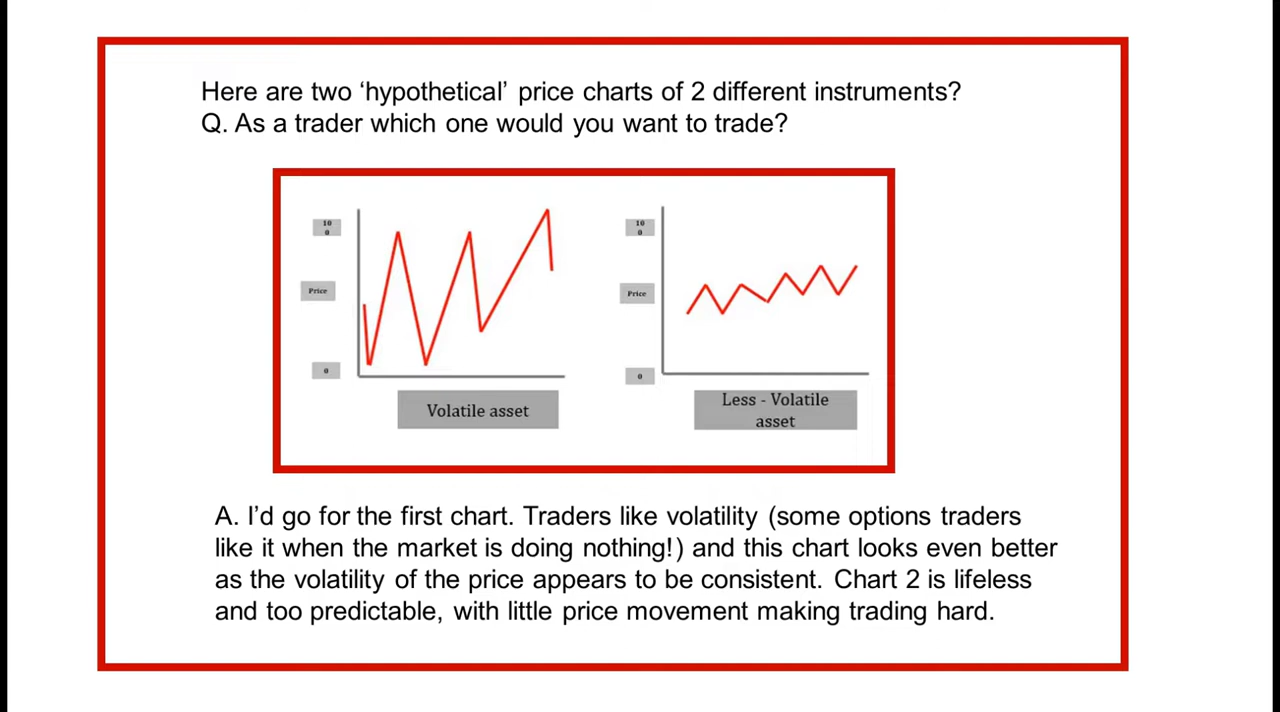 Here are two ‘hypothetical’ price charts of 2 different instruments?
Q. As a trader which one would you want to trade?
10
0
Price
0
Volatile asset
10
0
Price
0
Less - Volatile
asset
A. I’d go for the first chart. Traders like volatility (some options traders
like it when the market is doing nothing!) and this chart looks even better
as the volatility of the price appears to be consistent. Chart 2 is lifeless
and too predictable, with little price movement making trading hard.